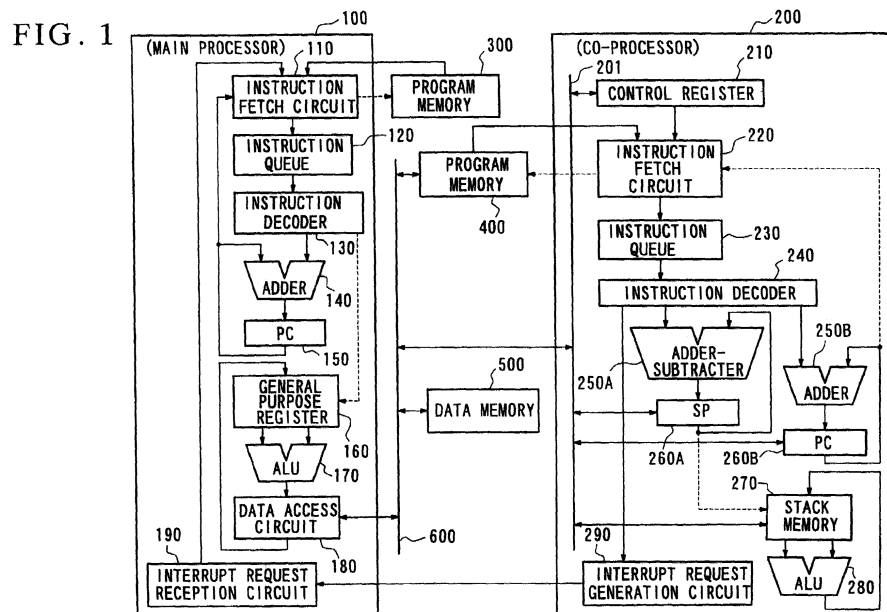 FIG. 1
100
(MAIN PROCESSOR)
110
INSTRUCTION
FETCH CIRCUIT
120
INSTRUCTION
QUEUE
INSTRUCTION
DECODER
130
ADDER
140
PC
150
GENERAL
PURPOSE
REGISTER
160
ALU
170
DATA ACCESS
CIRCUIT
180
190
INTERRUPT REQUEST
RECEPTION CIRCUIT
300
PROGRAM
MEMORY
PROGRAM
MEMORY
400
500
DATA MEMORY
600
200
(CO-PROCESSOR)
201
210
CONTROL REGISTER
220
INSTRUCTION
FETCH
CIRCUIT
230
INSTRUCTION
QUEUE
240
INSTRUCTION DECODER
250A
ADDER-
SUBTRACTER
250B
ADDER
SP
260A
PC
260B
270
STACK
MEMORY
ALU
280
290
INTERRUPT REQUEST
GENERATION CIRCUIT